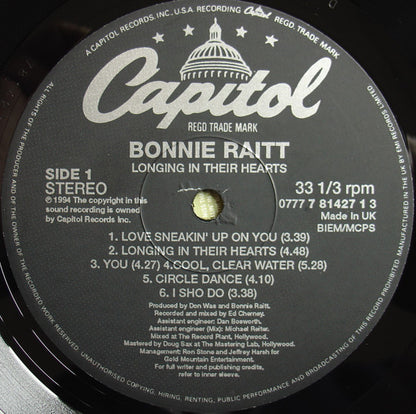 A CAPITOL RECORDS, INC. U.S.A. RECORDING REGD. TRADE MARK
Capitol
REGD TRADE MARK
BONNIE RAITT
LONGING IN THEIR HEARTS
SIDE 1
STEREO
℗ 1994 The copyright in this
sound recording is owned
by Capitol Records Inc.
33 1/3 rpm
0777 7 81427 1 3
Made in UK
BIEM/MCPS
1. LOVE SNEAKIN' UP ON YOU (3.39)
2. LONGING IN THEIR HEARTS (4.48)
3. YOU (4.27) 4. COOL, CLEAR WATER (5.28)
5. CIRCLE DANCE (4.10)
6. I SHO DO (3.38)
Produced by Don Was and Bonnie Raitt.
Recorded and mixed by Ed Cherney,
Assistant engineer: Dan Bosworth.
Assistant engineer (Mix): Michael Reiter.
Mixed at The Record Plant, Hollywood.
Mastered by Doug Sax at The Mastering Lab, Hollywood.
Management: Ron Stone and Jeffrey Harsh for
Gold Mountain Entertainment.
For full writer and publishing credits,
refer to inner sleeve.
ALL RIGHTS OF THE PRODUCER AND OF THE OWNER OF THE RECORDED WORK RESERVED. UNAUTHORISED COPYING, HIRING, RENTING, PUBLIC PERFORMANCE AND BROADCASTING OF THIS RECORD PROHIBITED. MANUFACTURED IN THE UK BY EMI RECORDS LIMITED